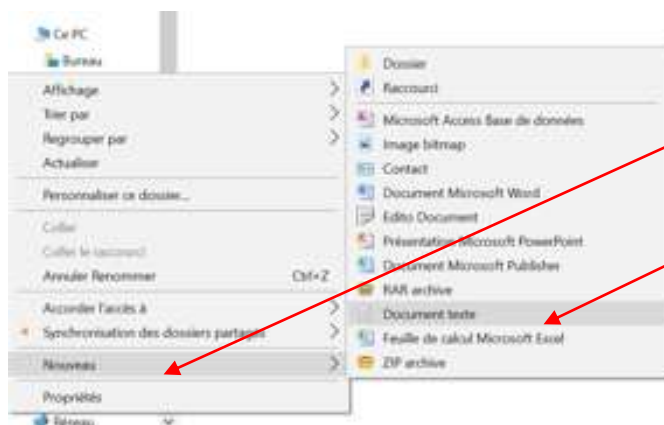 Ce PC
Bureau
Affichage
Trier par
Regrouper par
Actualiser
Personnaliser ce dossier...
Coller
Coller le raccourci
Annuler Renommer Ctrl+Z
Accorder l'accès à
Synchronisation des dossiers partagés
Nouveau
Propriétés
Réseau
Dossier
Raccourci
Microsoft Access Base de données
Image bitmap
Contact
Document Microsoft Word
Edito Document
Présentation Microsoft PowerPoint
Document Microsoft Publisher
RAR archive
Document texte
Feuille de calcul Microsoft Excel
ZIP archive